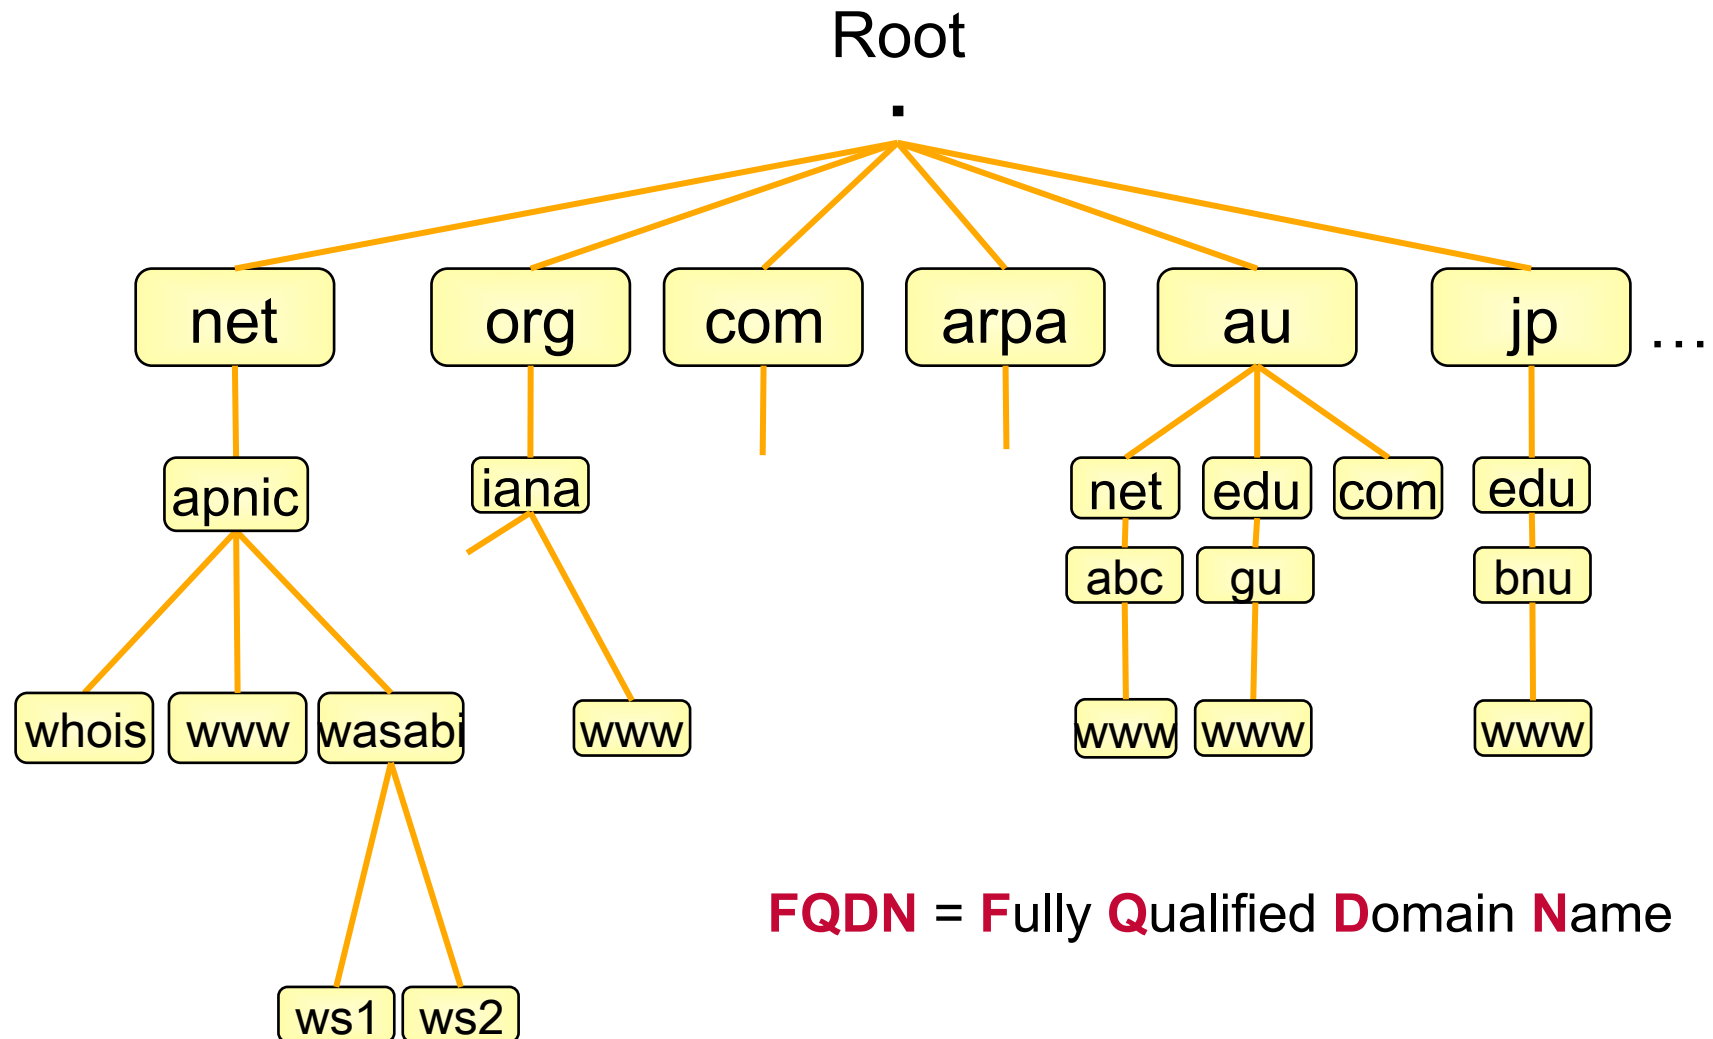 Root
.
net org com arpa au jp …
apnic iana net edu com edu
abc gu bnu
whois www wasabi www www www www
FQDN = Fully Qualified Domain Name
ws1 ws2